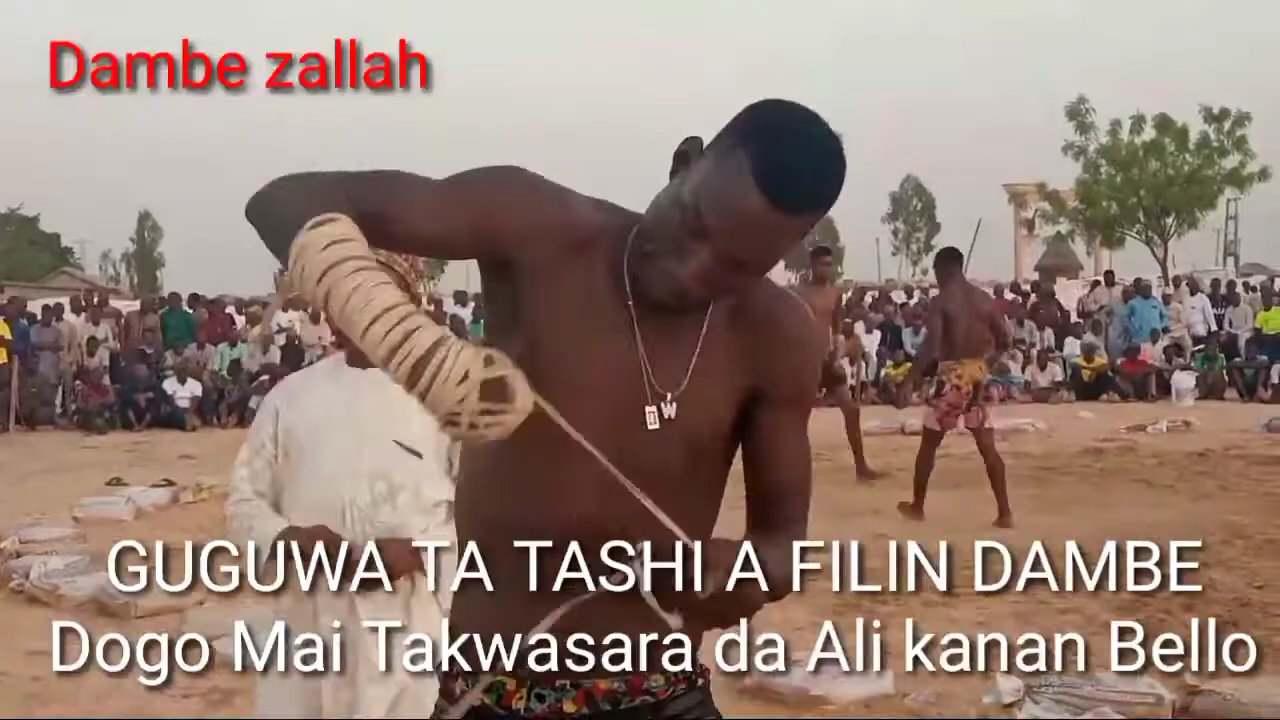 Dambe zallah
W
GUGUWA TA TASHI A FILIN DAMBE
Dogo Mai Takwasara da Ali kanan Bello